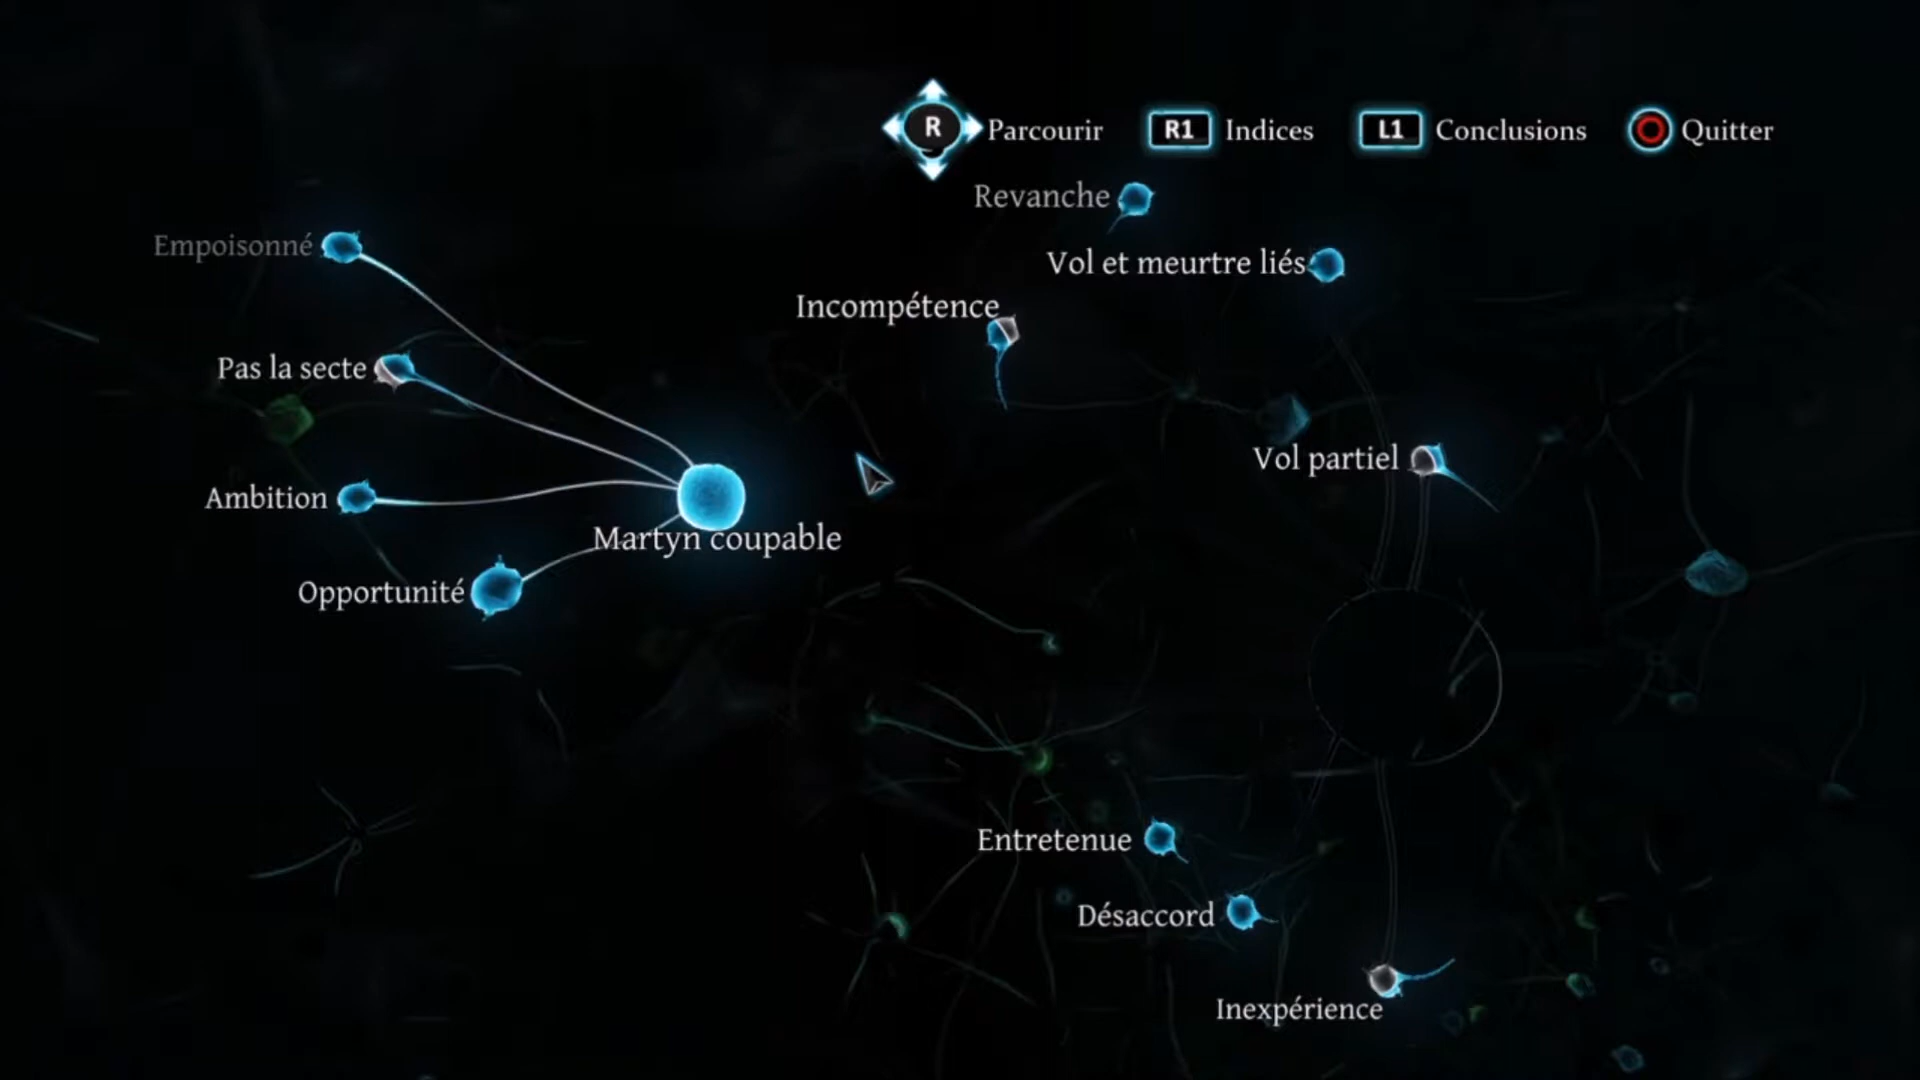 R Parcourir R1 Indices L1 Conclusions Quitter
Revanche
Empoisonné
Vol et meurtre liés
Incompétence
Pas la secte
Vol partiel
Ambition
Martyn coupable
Opportunité
Entretenue
Désaccord
Inexpérience